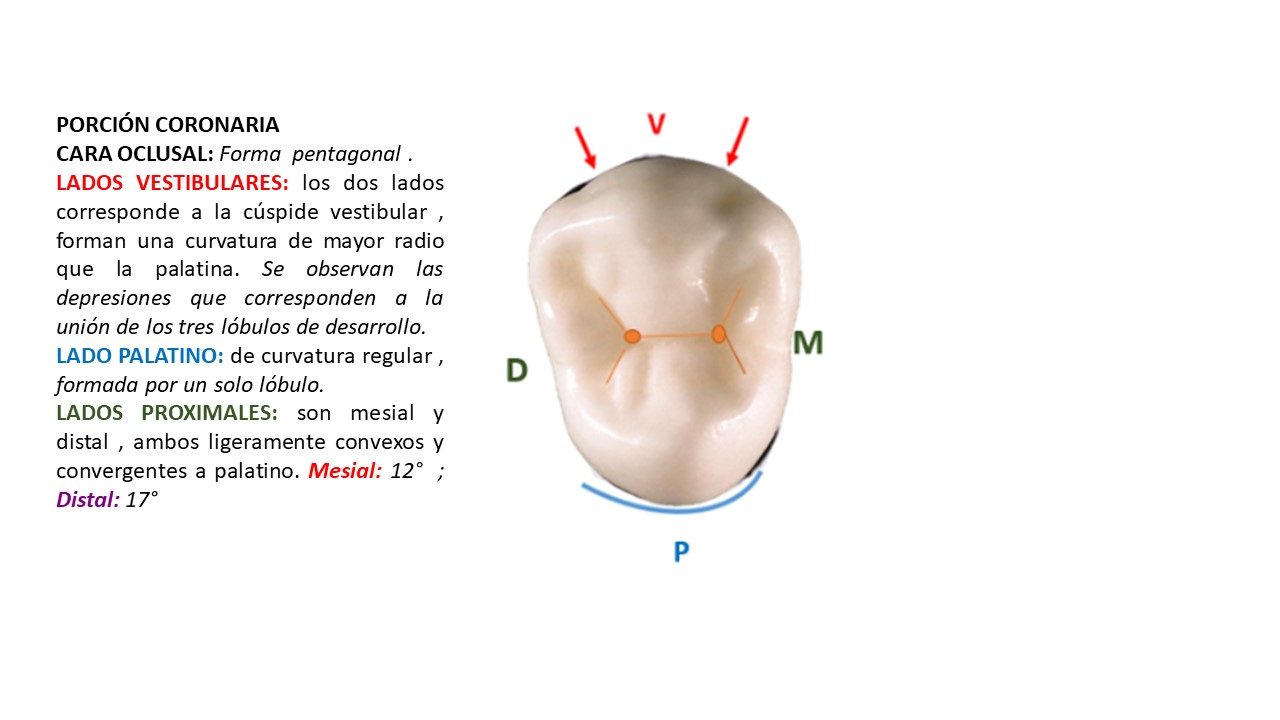 PORCIÓN CORONARIA
CARA OCLUSAL: Forma pentagonal .
LADOS VESTIBULARES: los dos lados
corresponde a la cúspide vestibular ,
forman una curvatura de mayor radio
que la palatina. Se observan las
depresiones que corresponden a la
unión de los tres lóbulos de desarrollo.
LADO PALATINO: de curvatura regular ,
formada por un solo lóbulo.
LADOS PROXIMALES: son mesial y
distal , ambos ligeramente convexos y
convergentes a palatino. Mesial: 12° ;
Distal: 17°
V
D
M
P